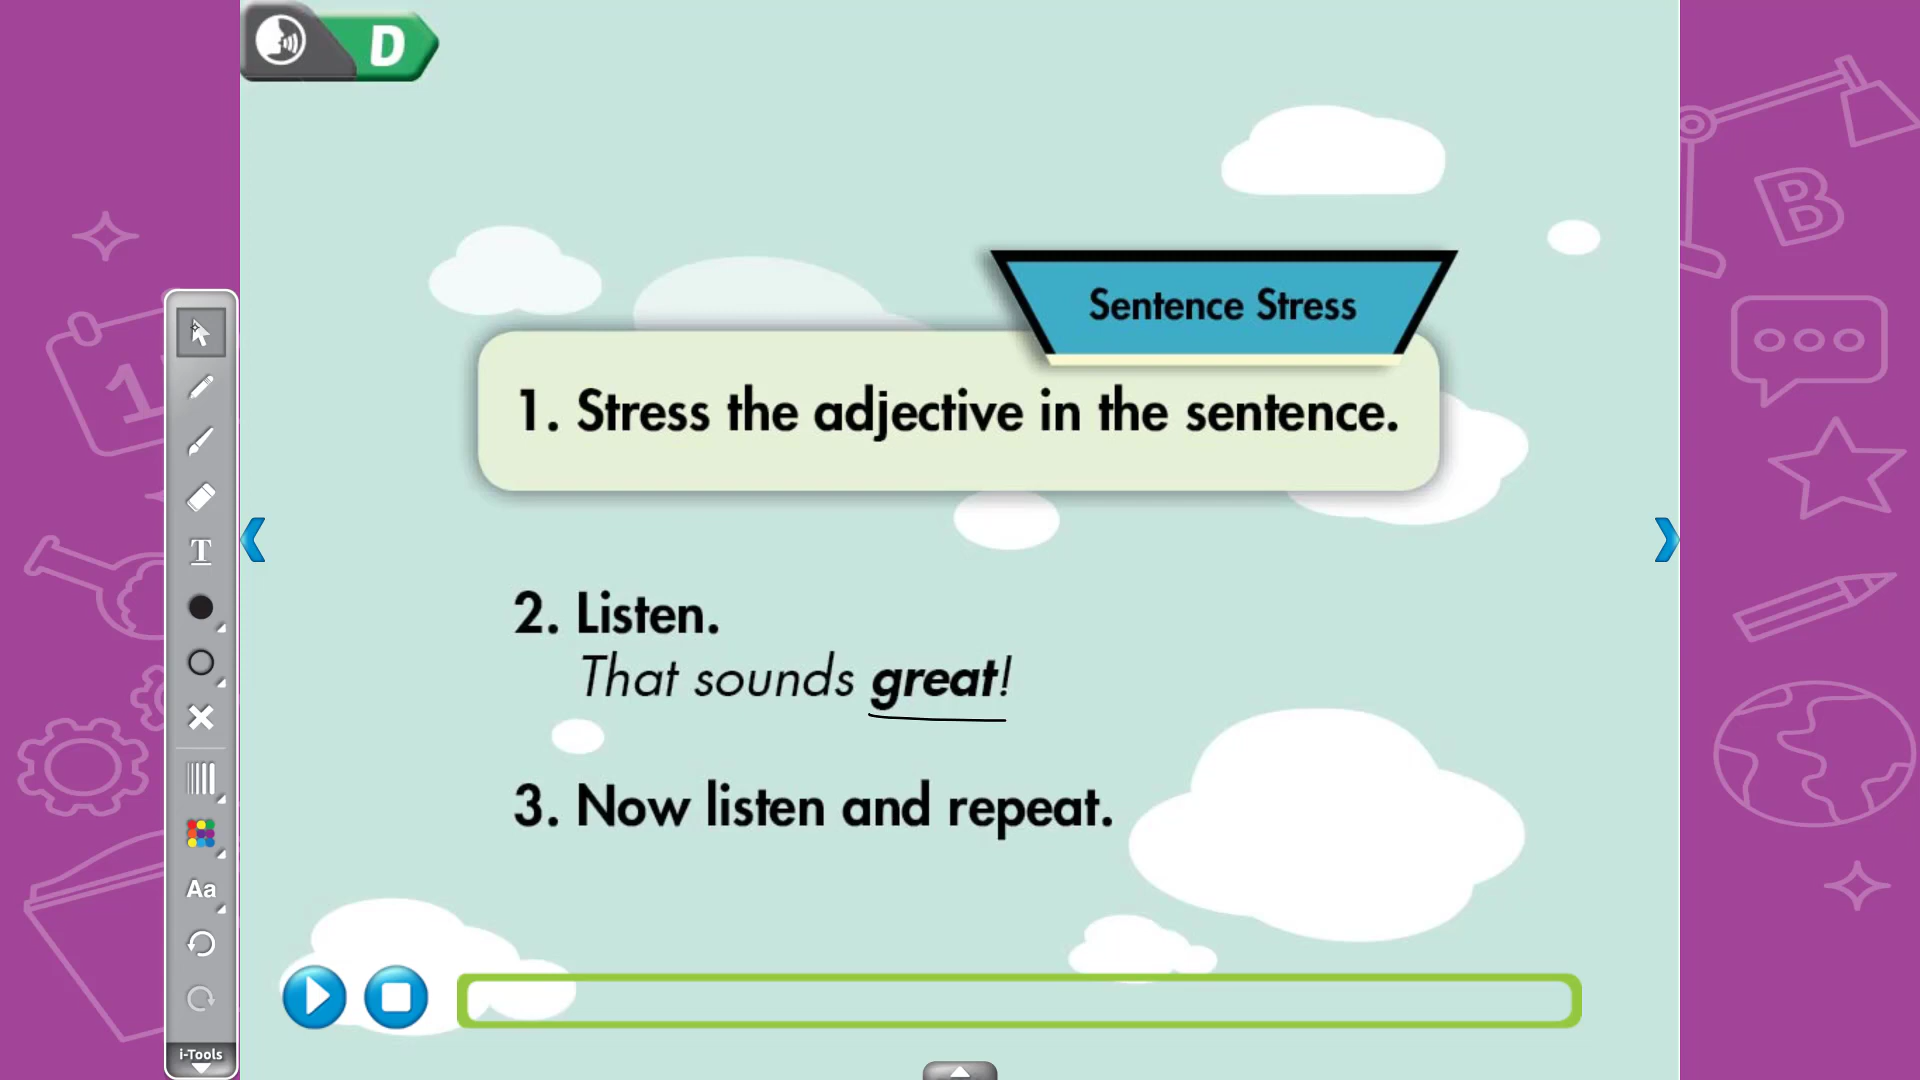 D
Sentence Stress
1. Stress the adjective in the sentence.
2. Listen.
That sounds great!
3. Now listen and repeat.
T
Aa
i-Tools
1
B